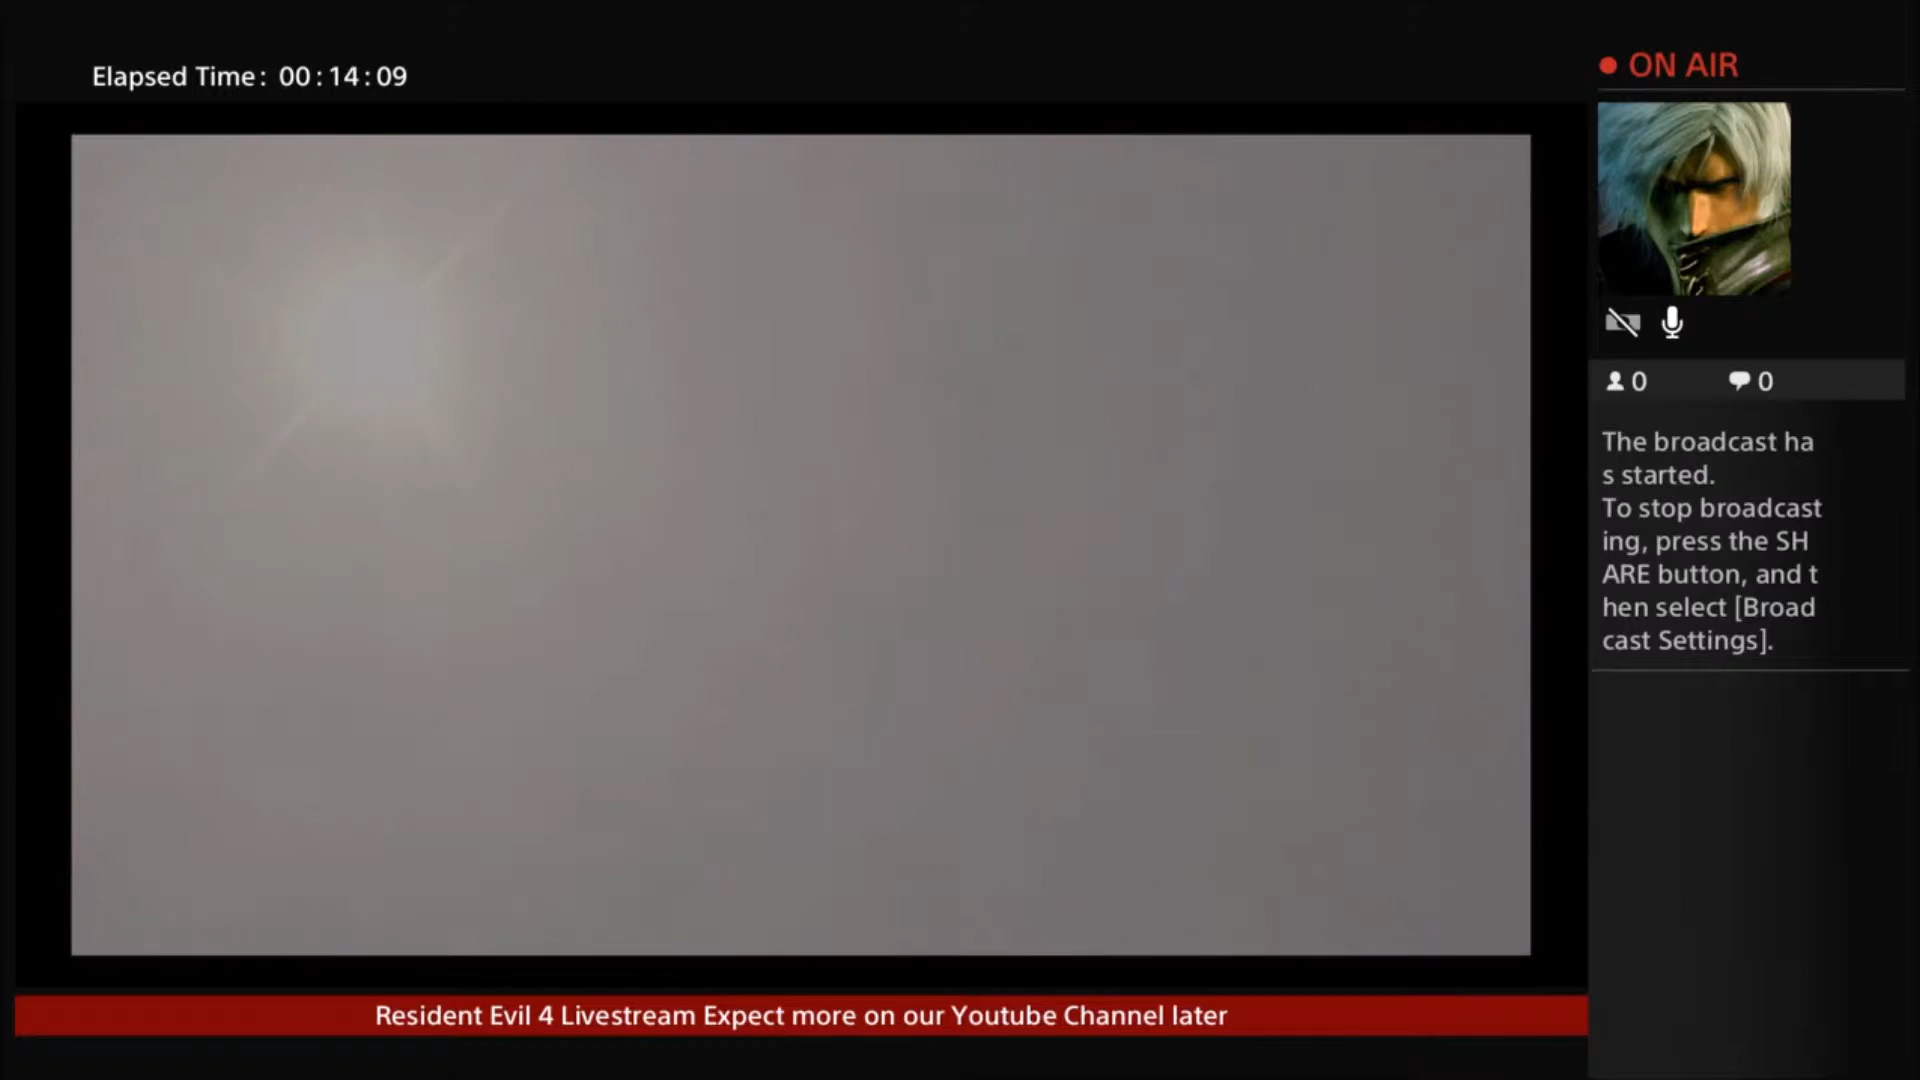 Elapsed Time: 00:14:09
ON AIR
0 0
The broadcast ha
s started.
To stop broadcast
ing, press the SH
ARE button, and t
hen select [Broad
cast Settings].
Resident Evil 4 Livestream Expect more on our Youtube Channel later